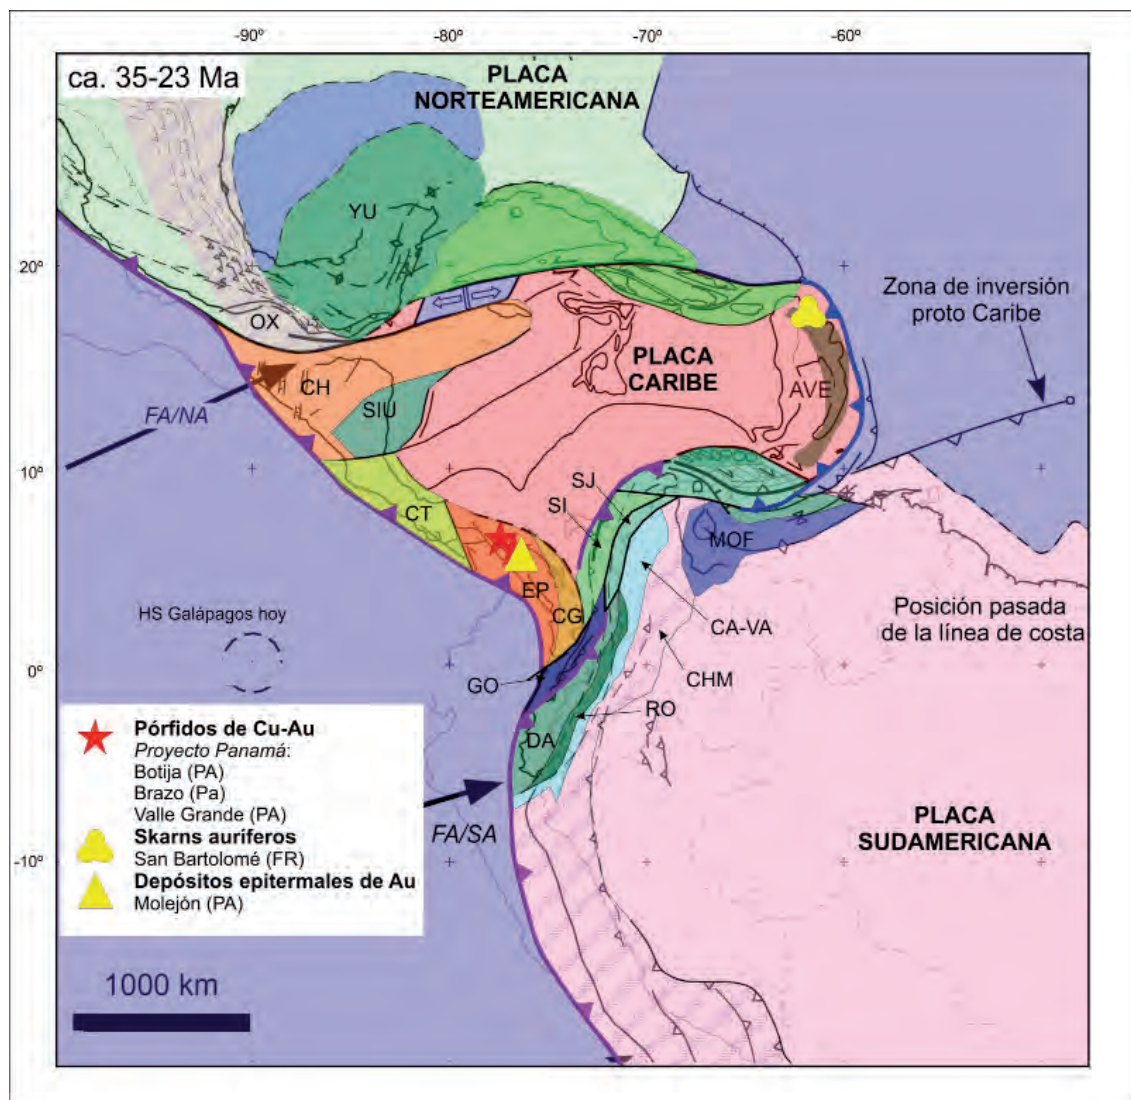 -90º
-80º
-70º
-60º
ca. 35-23 Ma
PLACA
NORTEAMERICANA
YU
20º
Zona de inversión
proto Caribe
OX
PLACA
CARIBE
CH
AVE
FA/NA
SIU
10º
SJ
SI
CT
MOF
EP
CG
CA-VA
Posición pasada
de la línea de costa
HS Galápagos hoy
0º
GO
CHM
RO
DA
Pórfidos de Cu-Au
Proyecto Panamá:
Botija (PA)
Brazo (Pa)
Valle Grande (PA)
Skarns auríferos
San Bartolomé (FR)
Depósitos epitermales de Au
Molejón (PA)
FA/SA
PLACA
SUDAMERICANA
-10º
1000 km